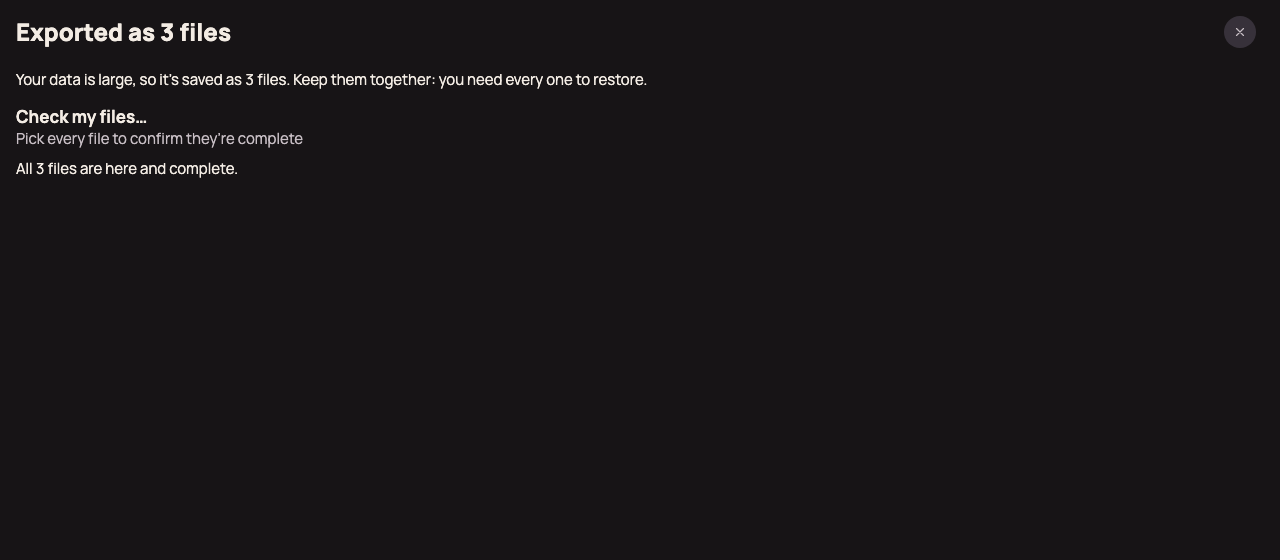 Exported as 3 files
Your data is large, so it's saved as 3 files. Keep them together: you need every one to restore.
Check my files…
Pick every file to confirm they're complete
All 3 files are here and complete.